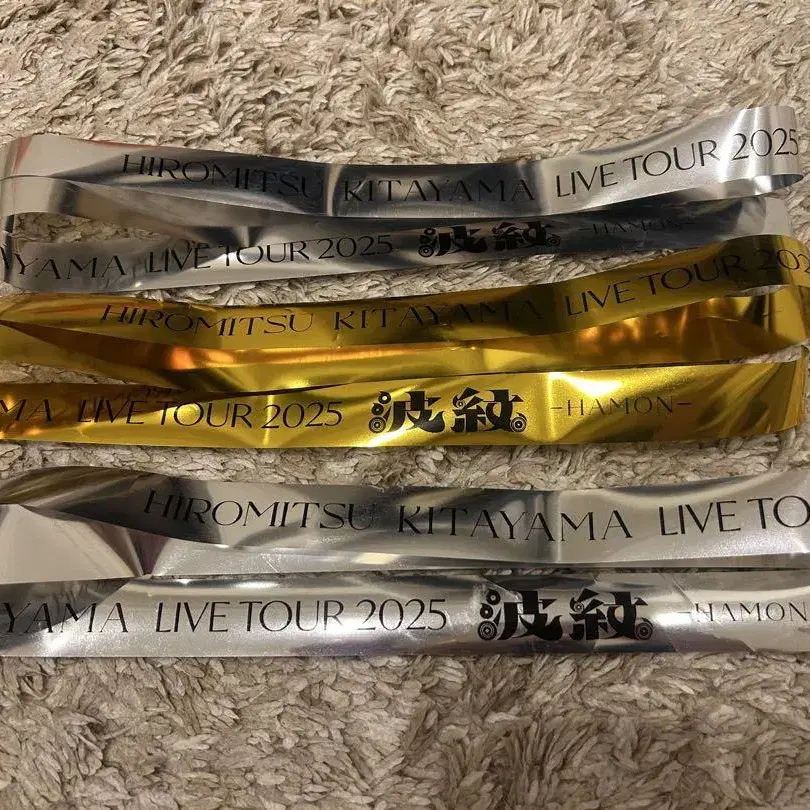 HIROMITSU KITAYAMA LIVE TOUR 2025
YAMA LIVE TOUR 2025 波紋 -HAMON-
HIROMITSU KITAYAMA LIVE TOUR 202
MA LIVE TOUR 2025 波紋 -HAMON-
HIROMITSU KITAYAMA LIVE TO
YAMA LIVE TOUR 2025 波紋 -HAMON